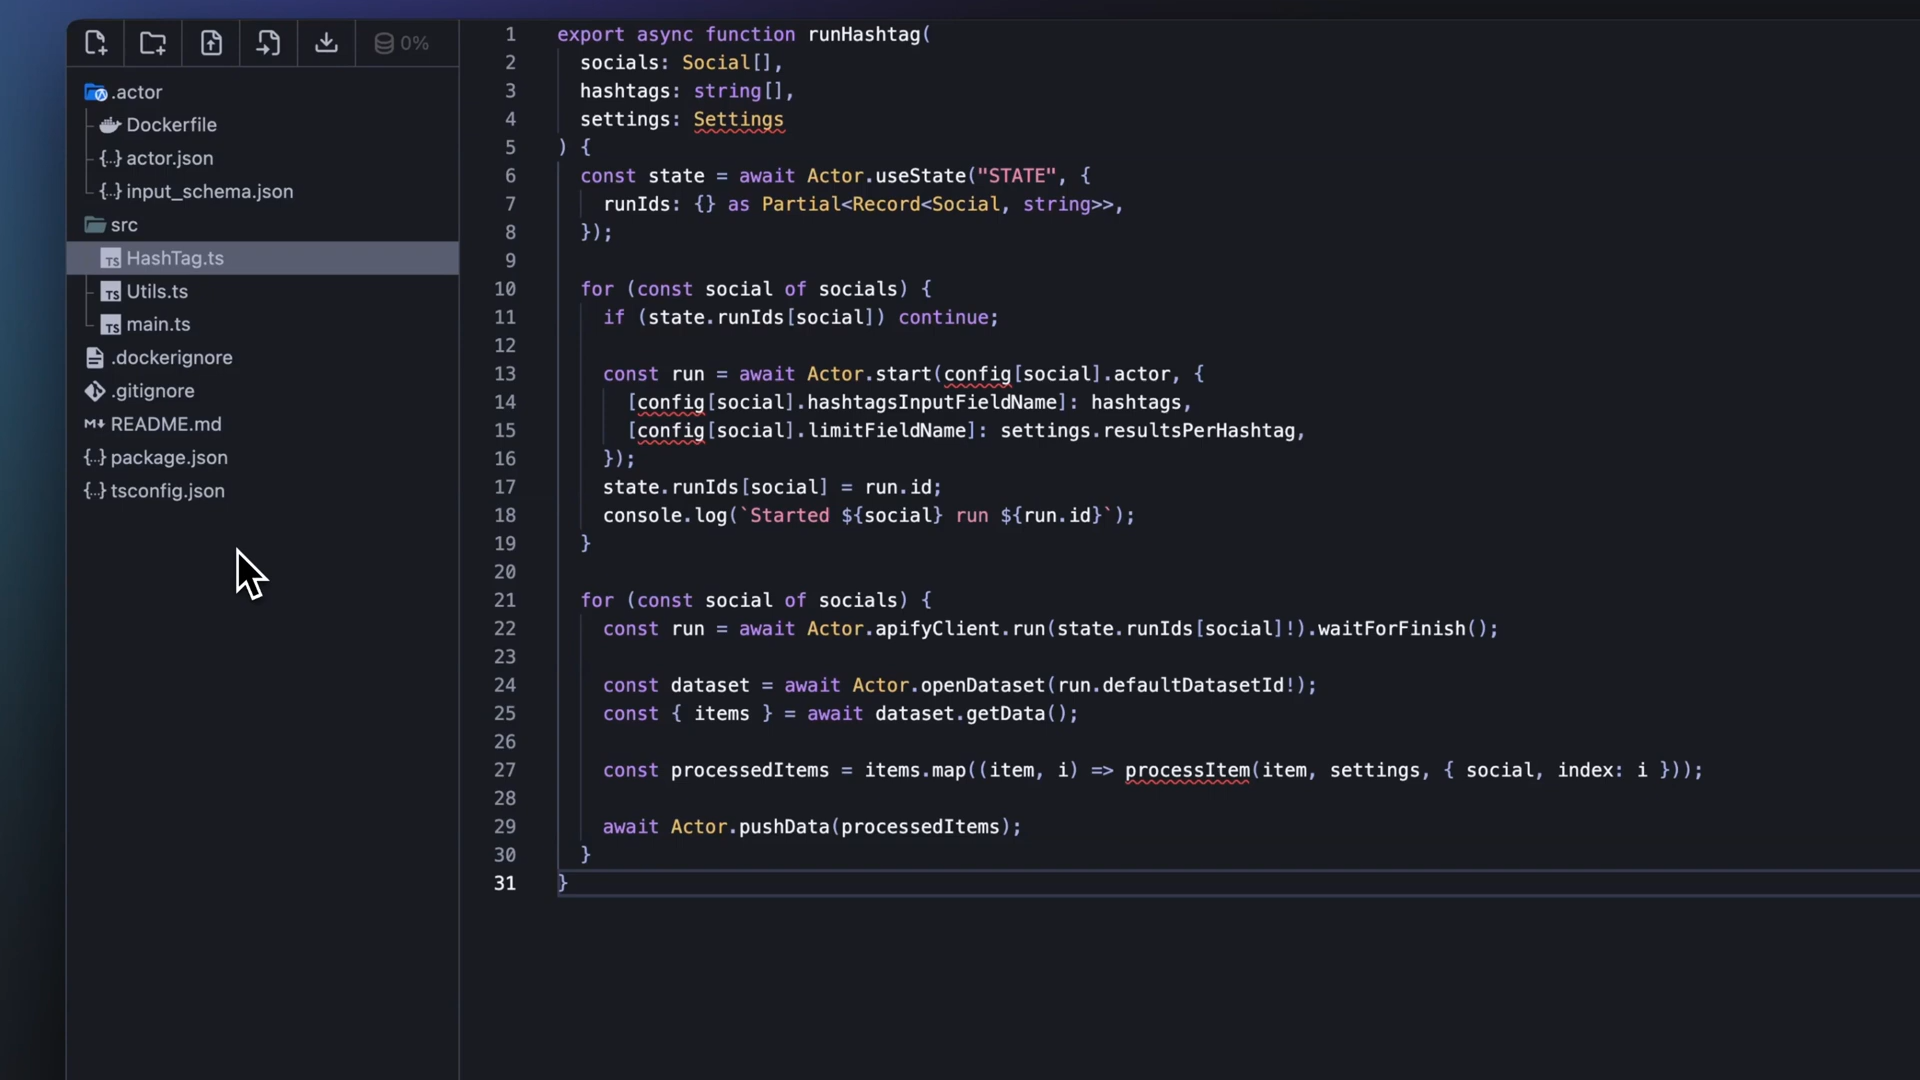 0%
.actor
Dockerfile
{..} actor.json
{..} input_schema.json
src
TS HashTag.ts
TS Utils.ts
TS main.ts
.dockerignore
.gitignore
M↓ README.md
{..} package.json
{..} tsconfig.json
1 export async function runHashtag(
2 socials: Social[],
3 hashtags: string[],
4 settings: Settings
5 ) {
6 const state = await Actor.useState("STATE", {
7 runIds: {} as Partial<Record<Social, string>>,
8 });
9
10 for (const social of socials) {
11 if (state.runIds[social]) continue;
12
13 const run = await Actor.start(config[social].actor, {
14 [config[social].hashtagsInputFieldName]: hashtags,
15 [config[social].limitFieldName]: settings.resultsPerHashtag,
16 });
17 state.runIds[social] = run.id;
18 console.log(`Started ${social} run ${run.id}`);
19 }
20
21 for (const social of socials) {
22 const run = await Actor.apifyClient.run(state.runIds[social]!).waitForFinish();
23
24 const dataset = await Actor.openDataset(run.defaultDatasetId!);
25 const { items } = await dataset.getData();
26
27 const processedItems = items.map((item, i) => processItem(item, settings, { social, index: i }));
28
29 await Actor.pushData(processedItems);
30 }
31 }